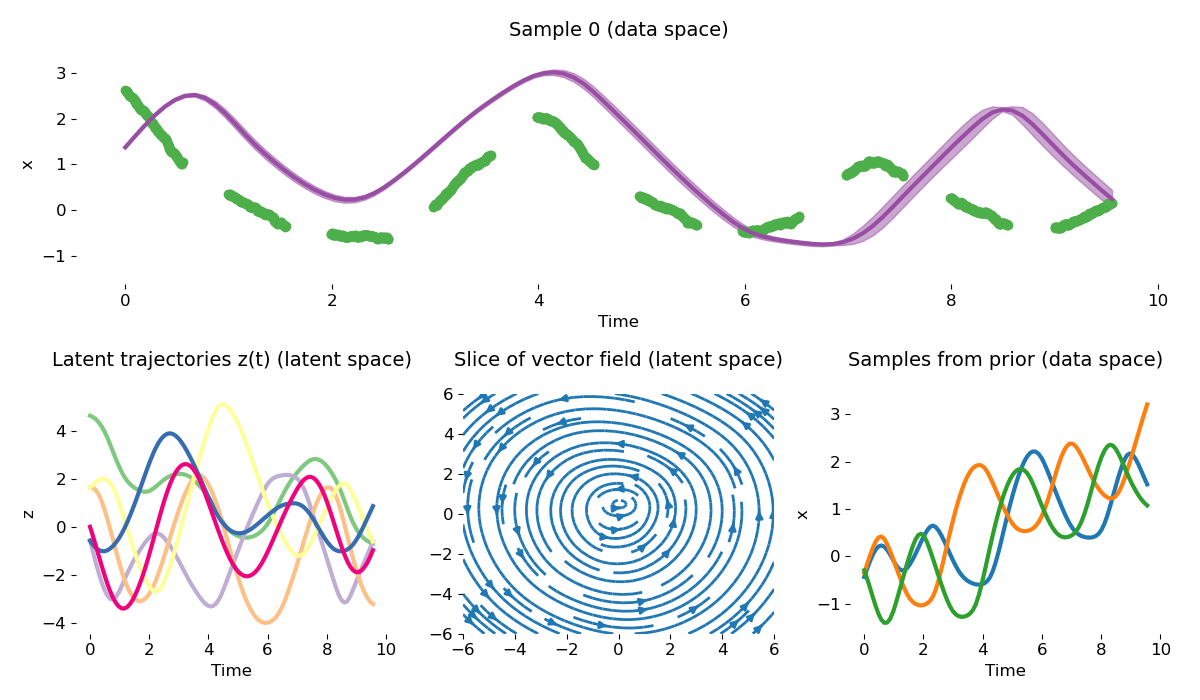 Sample 0 (data space)
3
2
1
0
−1
x
0 2 4 6 8 10
Time
Latent trajectories z(t) (latent space)
4
2
0
−2
−4
z
0 2 4 6 8 10
Time
Slice of vector field (latent space)
6
4
2
0
−2
−4
−6
−6 −4 −2 0 2 4 6
Samples from prior (data space)
3
2
1
0
−1
x
0 2 4 6 8 10
Time